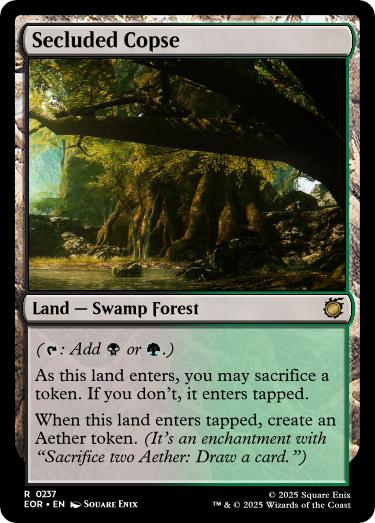 Secluded Copse
Land — Swamp Forest
(: Add or .)
As this land enters, you may sacrifice a
token. If you don't, it enters tapped.
When this land enters tapped, create an
Aether token. (It's an enchantment with
“Sacrifice two Aether: Draw a card.”)
R 0237
EOR • EN SQUARE ENIX
© 2025 Square Enix
™ & © 2025 Wizards of the Coast